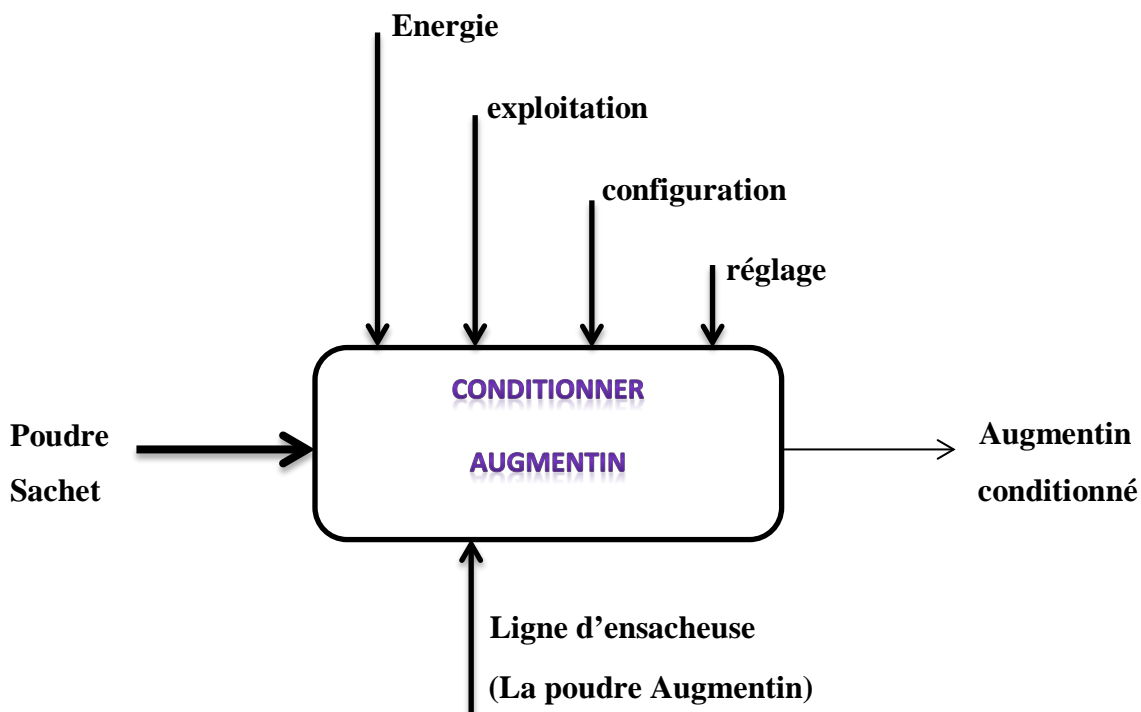 Energie
exploitation
configuration
réglage
CONDITIONNER
AUGMENTIN
Poudre
Sachet
Augmentin
conditionné
Ligne d’ensacheuse
(La poudre Augmentin)